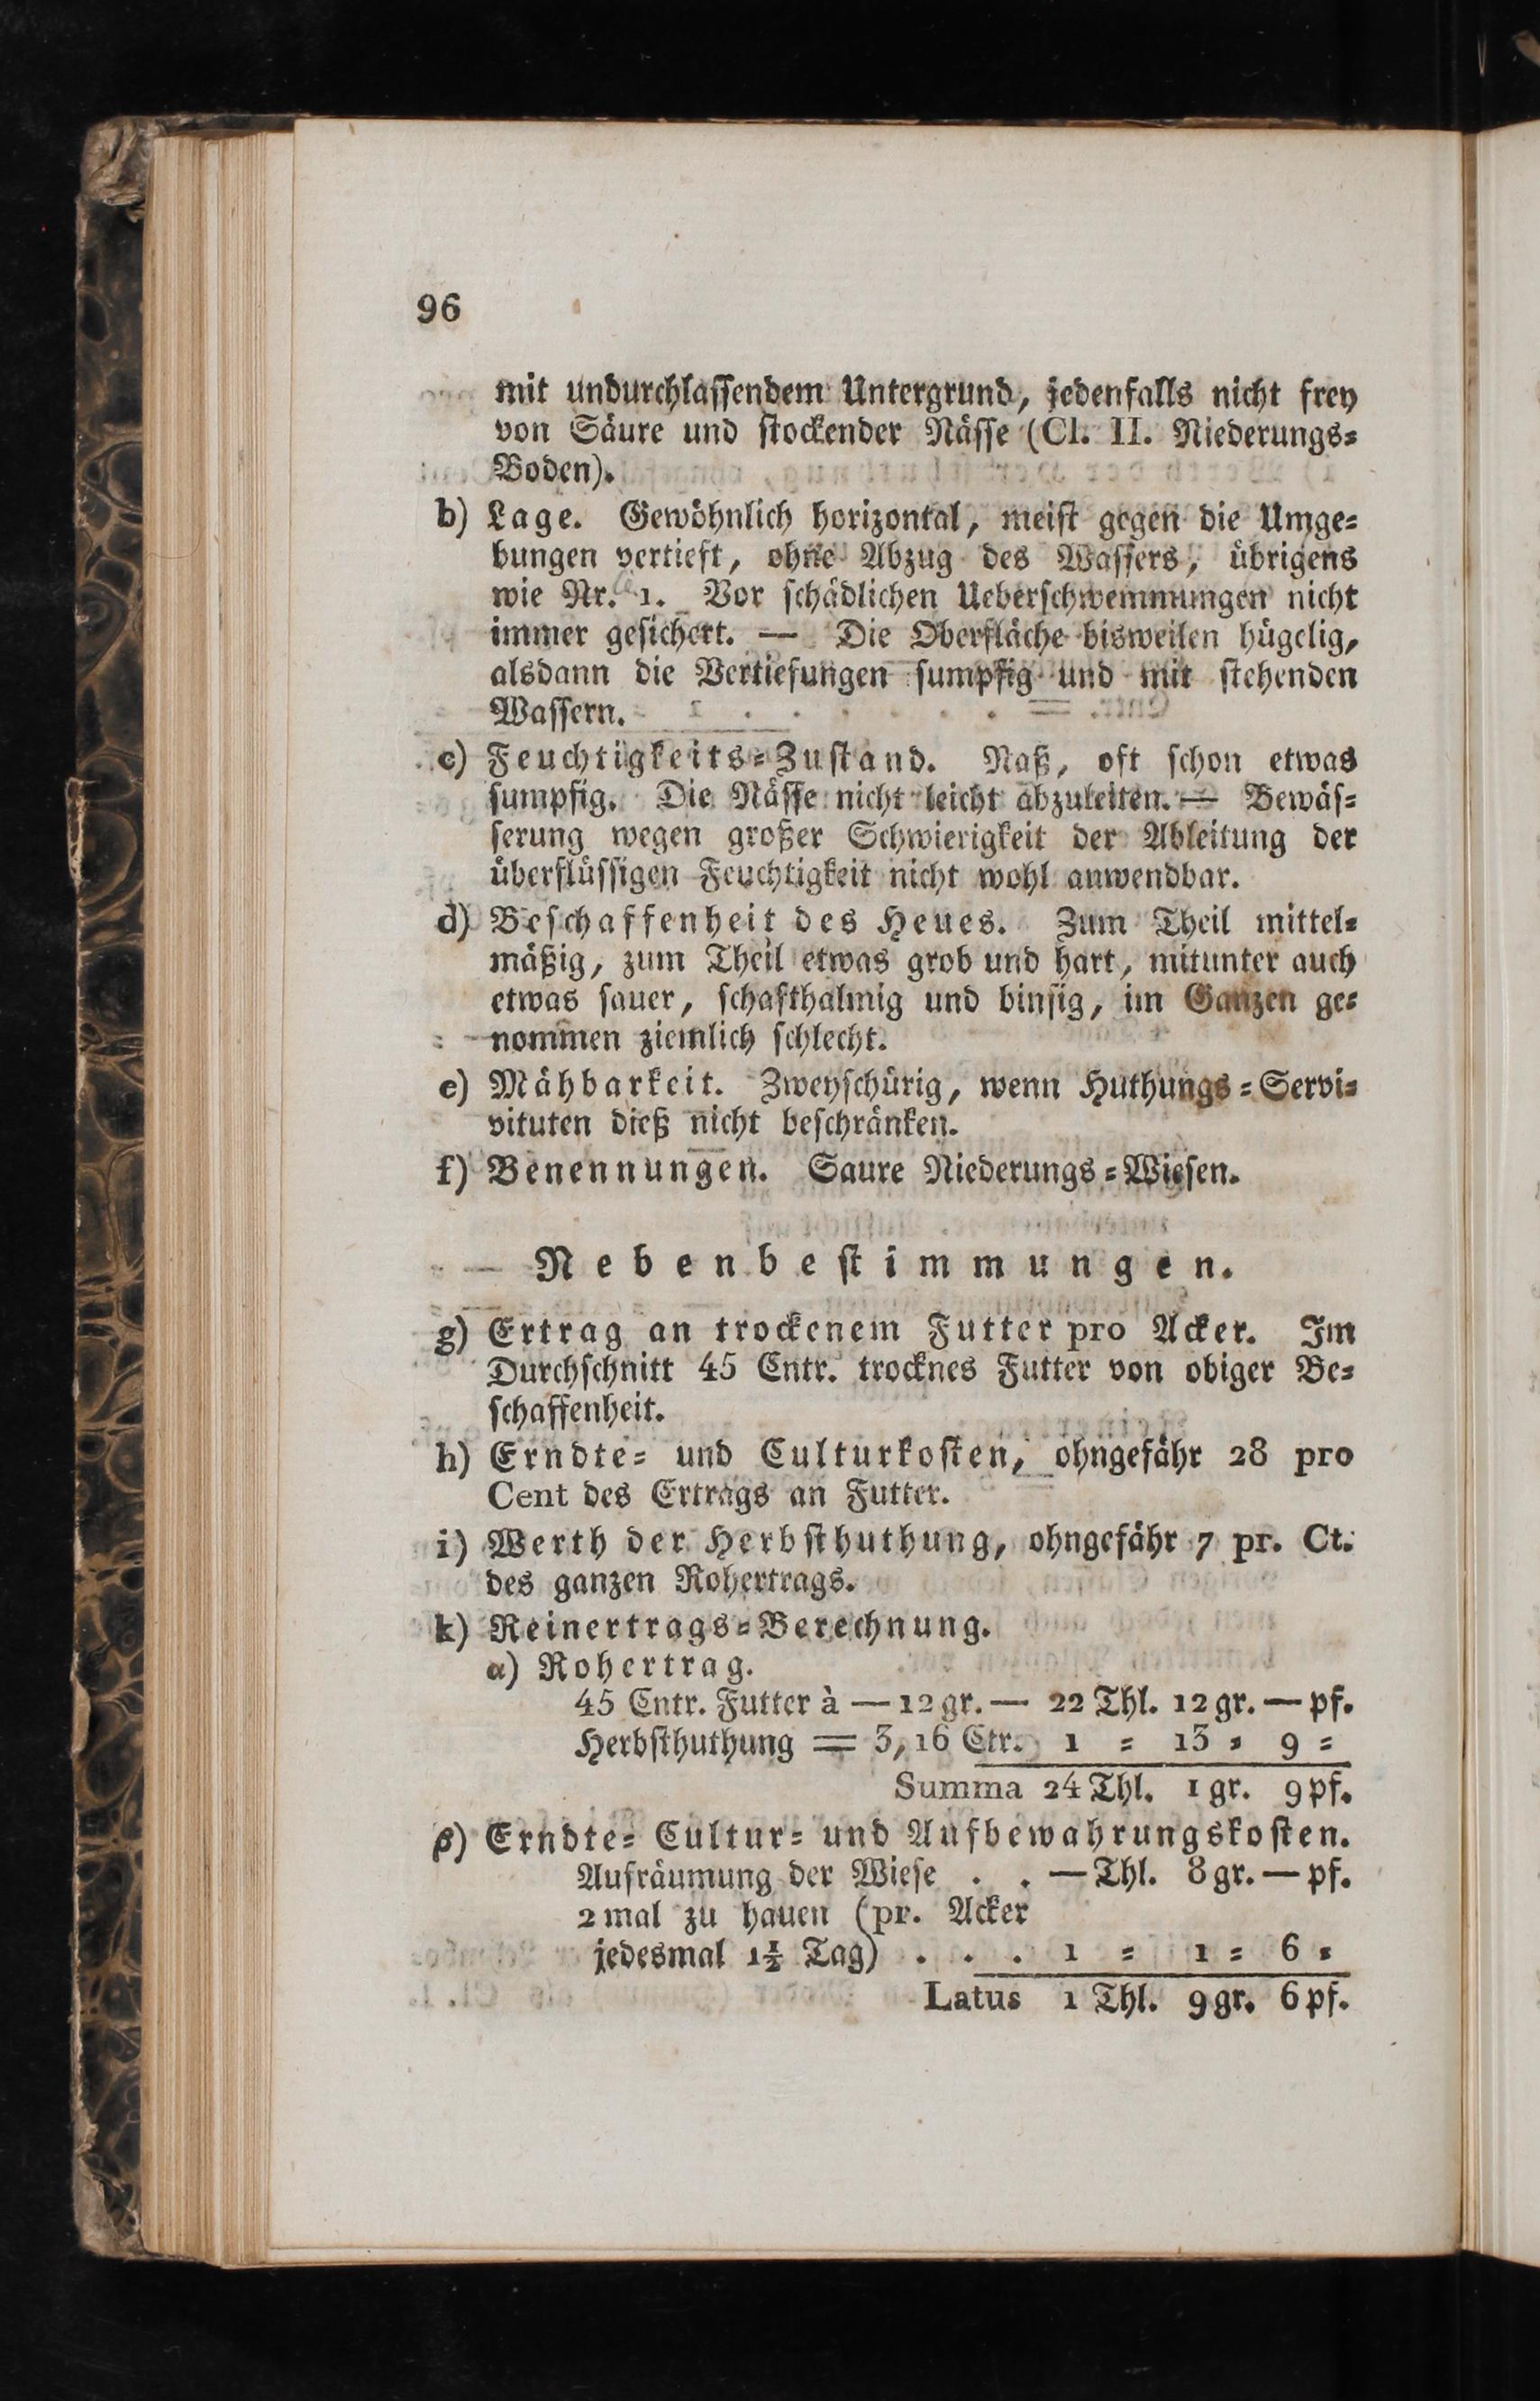 96
mit undurchlassendem Untergrund, jedenfalls nicht frey
von Säure und stockender Nässe (Cl. II. Niederungs-
Boden).
b) Lage. Gewöhnlich horizontal, meist gegen die Umge-
bungen vertieft, ohne Abzug des Wassers, übrigens
wie Nr. 1. Vor schädlichen Ueberschwemmungen nicht
immer gesichert. — Die Oberfläche bisweilen hügelig,
alsdann die Vertiefungen sumpfig und mit stehenden
Wassern.
c) Feuchtigkeits-Zustand. Naß, oft schon etwas
sumpfig. Die Nässe nicht leicht abzuleiten. — Bewäs-
serung wegen großer Schwierigkeit der Ableitung der
überflüssigen Feuchtigkeit nicht wohl anwendbar.
d) Beschaffenheit des Heues. Zum Theil mittel-
mäßig, zum Theil etwas grob und hart, mitunter auch
etwas sauer, schafthalmig und binsig, im Ganzen ge-
nommen ziemlich schlecht.
e) Mähbarkeit. Zweyschürig, wenn Huthungs-Servi-
vituten dieß nicht beschränken.
f) Benennungen. Saure Niederungs-Wiesen.
Nebenbestimmungen.
g) Ertrag an trockenem Futter pro Acker. Im
Durchschnitt 45 Cntr. trocknes Futter von obiger Be-
schaffenheit.
h) Erndte- und Culturkosten, ohngefähr 28 pro
Cent des Ertrags an Futter.
i) Werth der Herbsthuthung, ohngefähr 7 pr. Ct.
des ganzen Rohertrags.
k) Reinertrags-Berechnung.
α) Rohertrag.
45 Cntr. Futter à — 12 gr. — 22 Thl. 12 gr. — pf.
Herbsthuthung = 3,16 Ctr. 1 = 13 = 9 =
Summa 24 Thl. 1 gr. 9 pf.
β) Erndte- Cultur- und Aufbewahrungskosten.
Aufräumung der Wiese . . — Thl. 8 gr. — pf.
2 mal zu hauen (pr. Acker
jedesmal 1½ Tag) . . . 1 = 1 = 6 =
Latus 1 Thl. 9 gr. 6 pf.